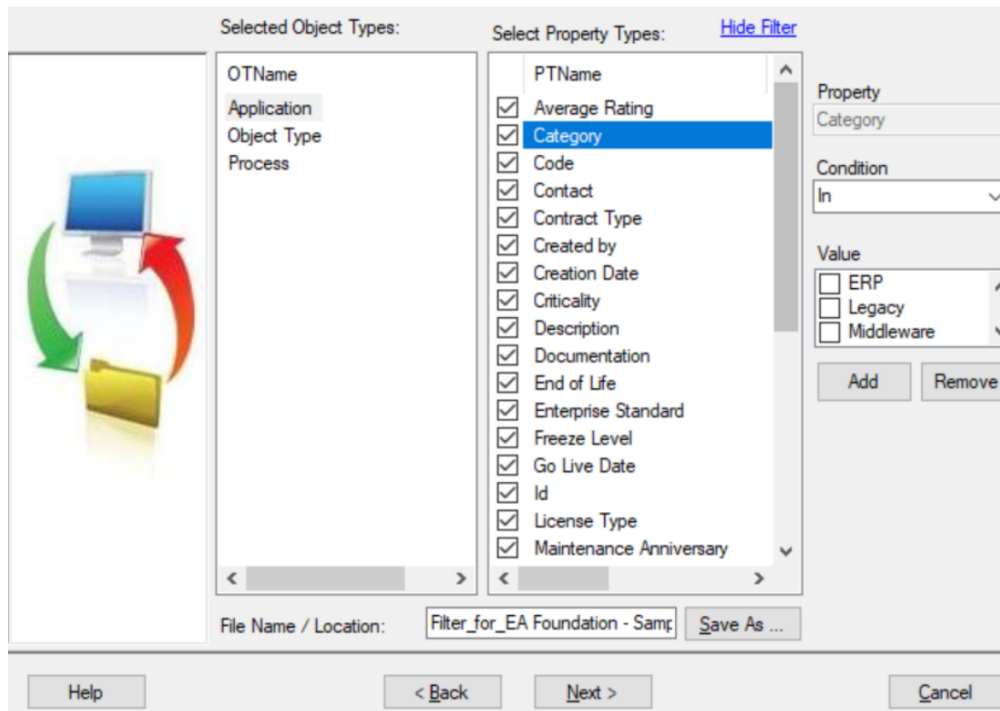 Selected Object Types:
Select Property Types:
Hide Filter
OTName
Application
Object Type
Process
PTName
Average Rating
Category
Code
Contact
Contract Type
Created by
Creation Date
Criticality
Description
Documentation
End of Life
Enterprise Standard
Freeze Level
Go Live Date
Id
License Type
Maintenance Anniversary
Property
Category
Condition
In
Value
ERP
Legacy
Middleware
Add
Remove
File Name / Location:
Filter_for_EA Foundation - Samp
Save As ...
Help
< Back
Next >
Cancel